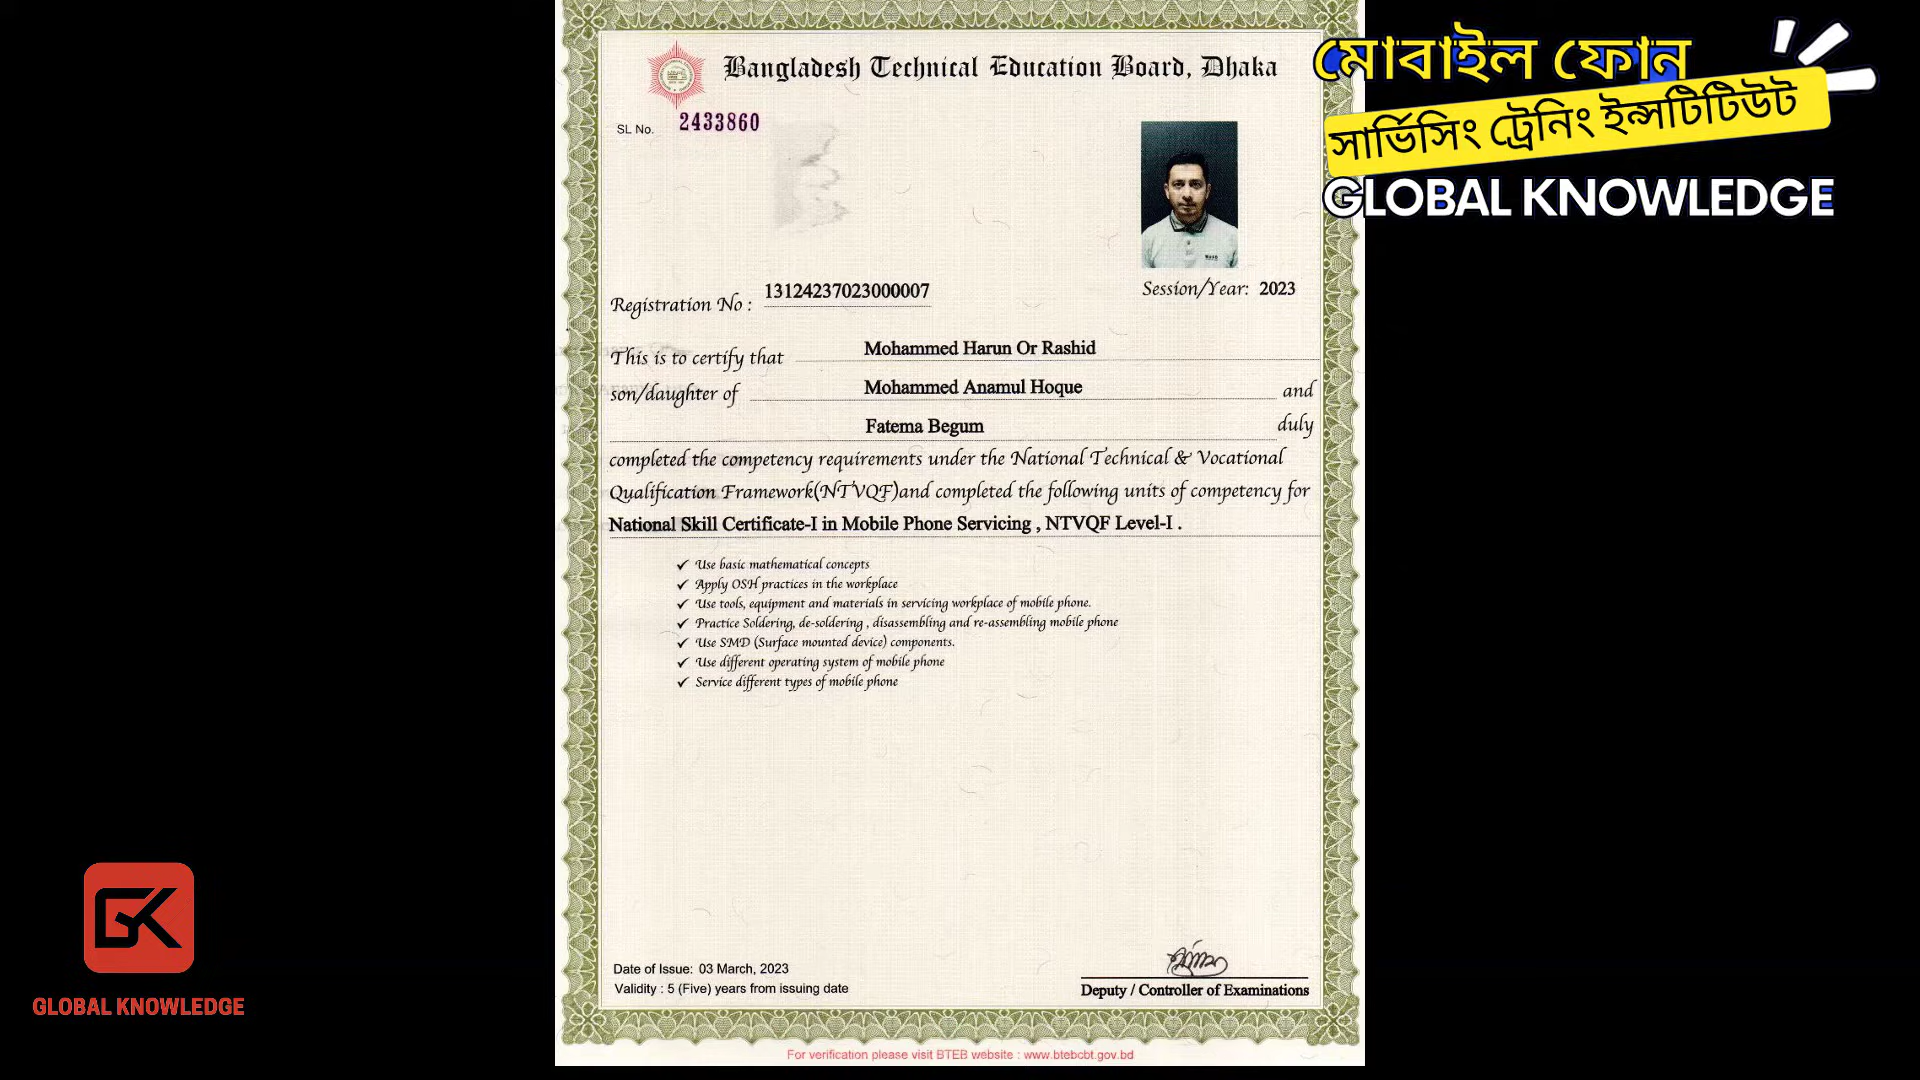 Bangladesh Technical Education Board, Dhaka
SL No. 2433860
Registration No : 13124237023000007
Session/Year: 2023
This is to certify that Mohammed Harun Or Rashid
son/daughter of Mohammed Anamul Hoque and
Fatema Begum duly
completed the competency requirements under the National Technical & Vocational
Qualification Framework(NTVQF)and completed the following units of competency for
National Skill Certificate-I in Mobile Phone Servicing , NTVQF Level-I .
✓ Use basic mathematical concepts
✓ Apply OSH practices in the workplace
✓ Use tools, equipment and materials in servicing workplace of mobile phone.
✓ Practice Soldering, de-soldering , disassembling and re-assembling mobile phone
✓ Use SMD (Surface mounted device) components.
✓ Use different operating system of mobile phone
✓ Service different types of mobile phone
Date of Issue: 03 March, 2023
Validity : 5 (Five) years from issuing date
Deputy / Controller of Examinations
For verification please visit BTEB website : www.btebcbt.gov.bd
মোবাইল ফোন
সার্ভিসিং ট্রেনিং ইন্সটিটিউট
GLOBAL KNOWLEDGE
GK
GLOBAL KNOWLEDGE